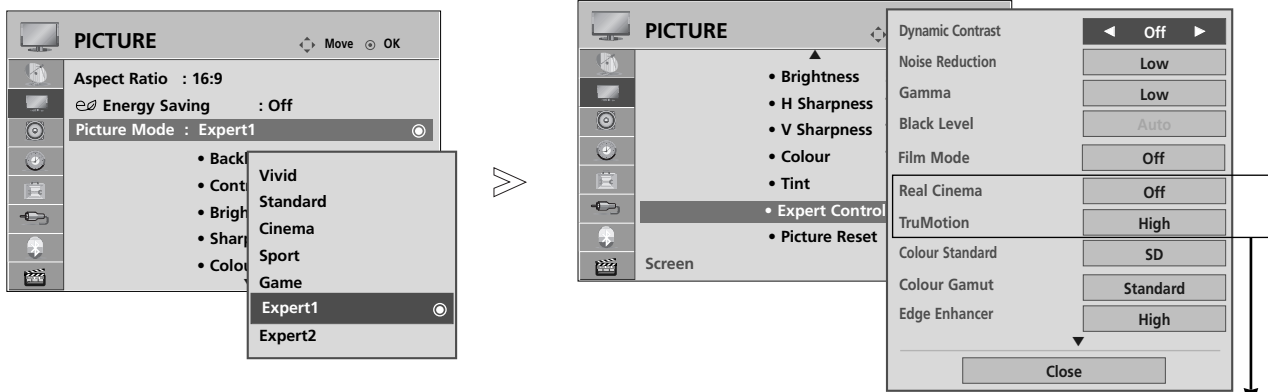 PICTURE
Move OK
Aspect Ratio : 16:9
Energy Saving : Off
Picture Mode : Expert1
• Back
• Cont
• Brigh
• Shar
• Colou
Vivid
Standard
Cinema
Sport
Game
Expert1
Expert2
PICTURE
• Brightness
• H Sharpness
• V Sharpness
• Colour
• Tint
• Expert Control
• Picture Reset
Screen
Dynamic Contrast Off
Noise Reduction Low
Gamma Low
Black Level Auto
Film Mode Off
Real Cinema Off
TruMotion High
Colour Standard SD
Colour Gamut Standard
Edge Enhancer High
Close